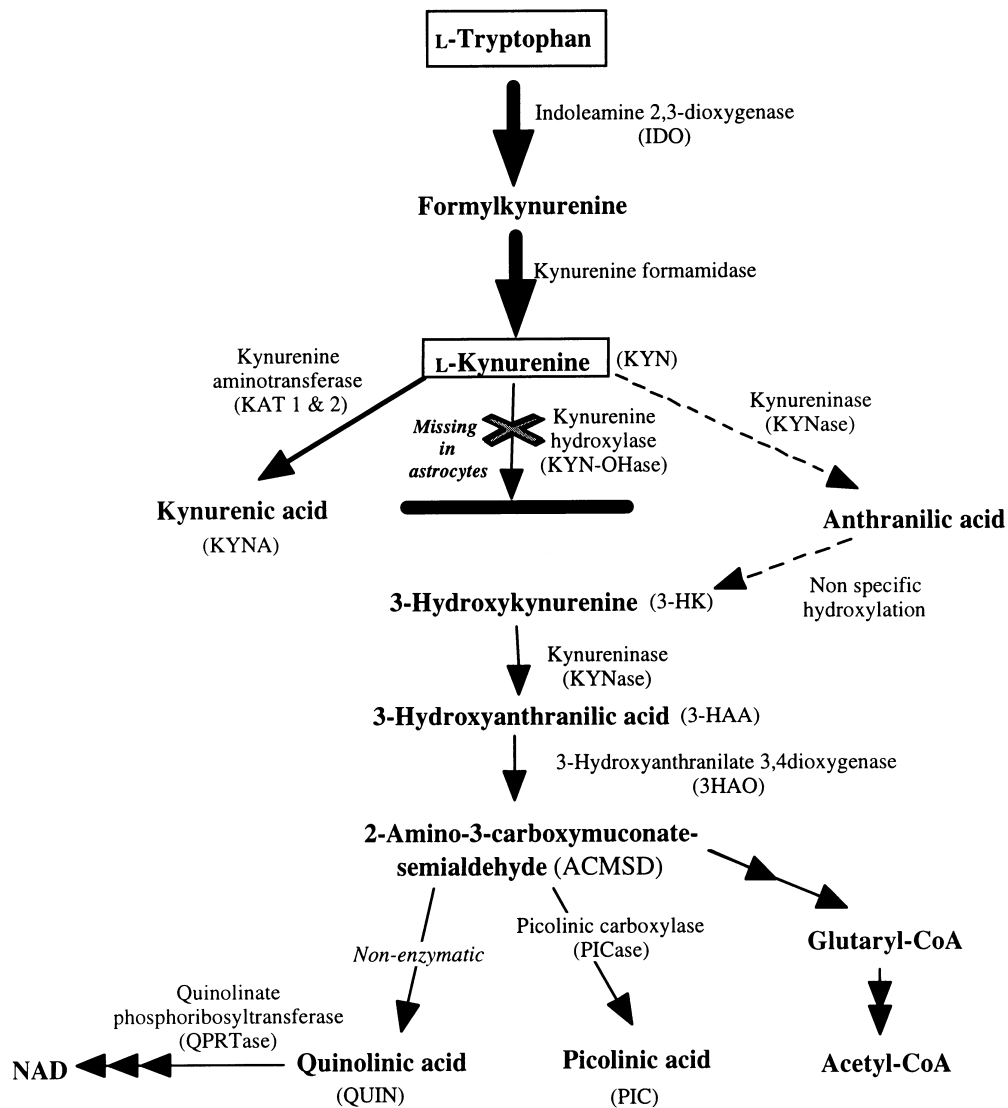 L-Tryptophan
Indoleamine 2,3-dioxygenase
(IDO)
Formylkynurenine
Kynurenine formamidase
L-Kynurenine (KYN)
Kynurenine
aminotransferase
(KAT 1 & 2)
Missing
in
astrocytes
Kynurenine
hydroxylase
(KYN-OHase)
Kynureninase
(KYNase)
Kynurenic acid
(KYNA)
Anthranilic acid
Non specific
hydroxylation
3-Hydroxykynurenine (3-HK)
Kynureninase
(KYNase)
3-Hydroxyanthranilic acid (3-HAA)
3-Hydroxyanthranilate 3,4dioxygenase
(3HAO)
2-Amino-3-carboxymuconate-
semialdehyde (ACMSD)
Non-enzymatic
Picolinic carboxylase
(PICase)
Glutaryl-CoA
Quinolinate
phosphoribosyltransferase
(QPRTase)
NAD
Quinolinic acid
(QUIN)
Picolinic acid
(PIC)
Acetyl-CoA